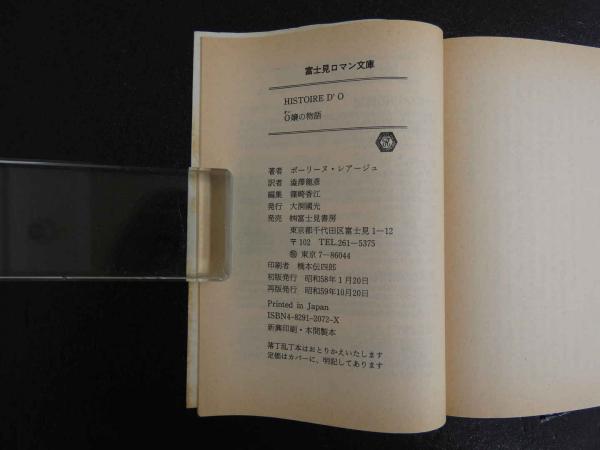 富士見ロマン文庫
HISTOIRE D' O
オー
O嬢の物語
著者 ポーリーヌ・レアージュ
訳者 澁澤龍彦
編集 篠崎香江
発行 大渕國光
発売 ㈱富士見書房
東京都千代田区富士見1―12
〒102 TEL.261―5375
東京7―86044
印刷者 橋本伝四郎
初版発行 昭和58年1月20日
再版発行 昭和59年10月20日
Printed in Japan
ISBN4-8291-2072-X
新興印刷・本間製本
落丁乱丁本はおとりかえいたします
定価はカバーに、明記してあります